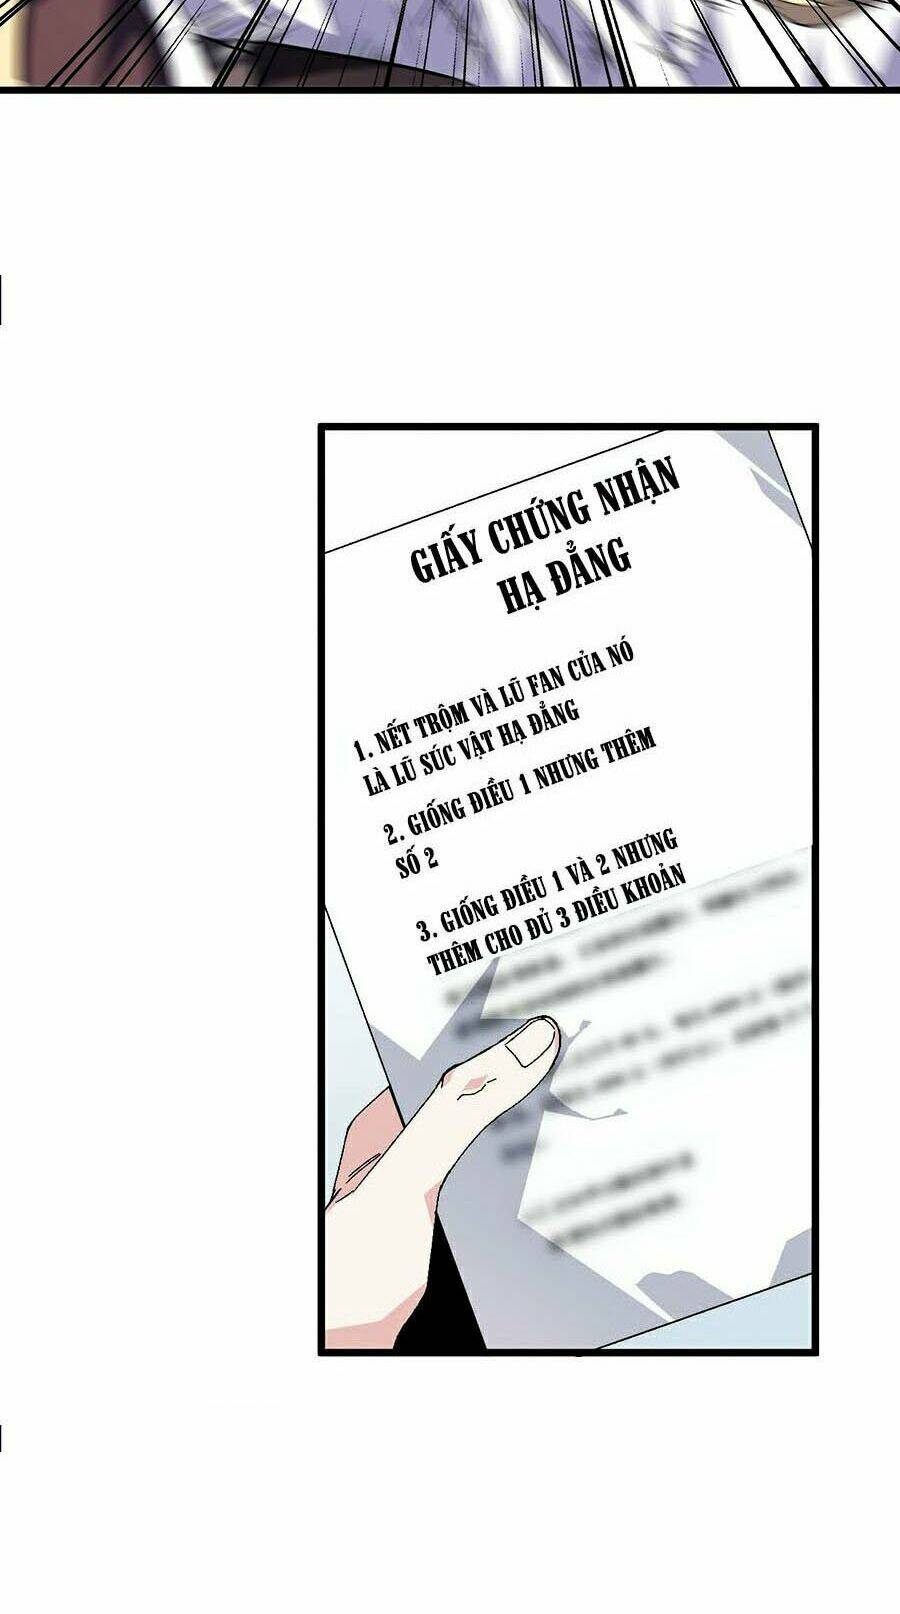 GIẤY CHỨNG NHẬN
HẠ ĐẲNG
1. NẾT TRỘM VÀ LŨ FAN CỦA NÓ
LÀ LŨ SÚC VẬT HẠ ĐẲNG
2. GIỐNG ĐIỀU 1 NHƯNG THÊM
SỐ 2
3. GIỐNG ĐIỀU 1 VÀ 2 NHƯNG
THÊM CHO ĐỦ 3 ĐIỀU KHOẢN